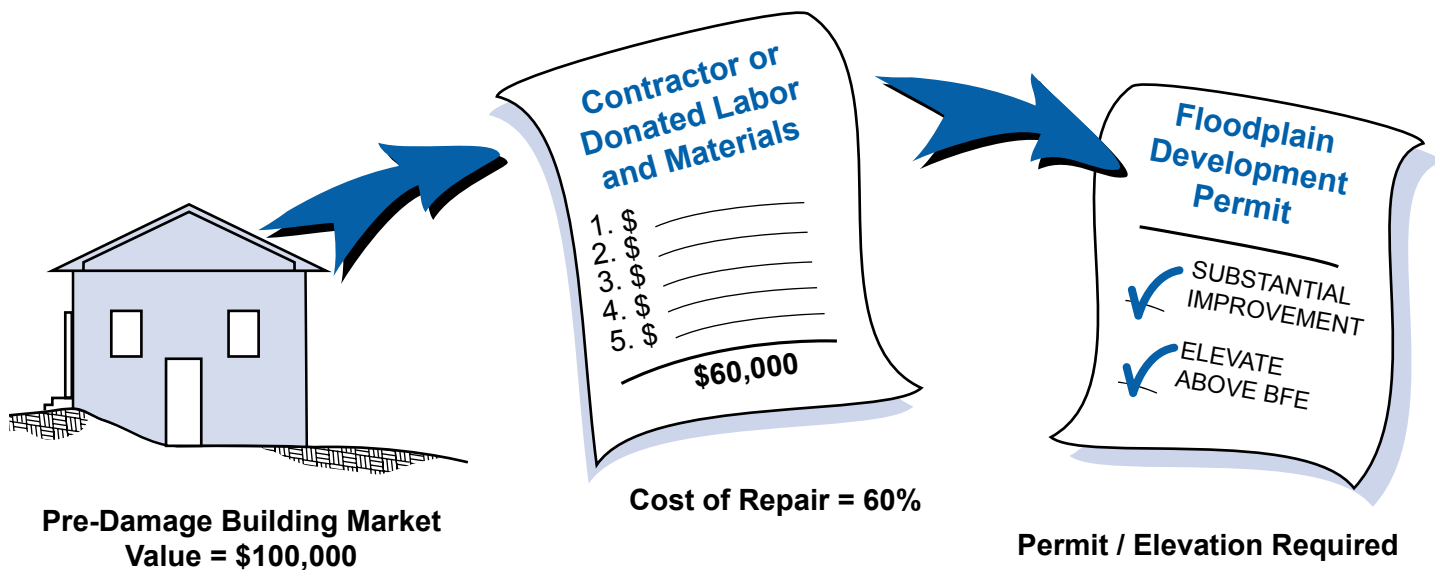 Contractor or
Donated Labor
and Materials
1. $
2. $
3. $
4. $
5. $
$60,000
Floodplain
Development
Permit
SUBSTANTIAL
IMPROVEMENT
ELEVATE
ABOVE BFE
Pre-Damage Building Market
Value = $100,000
Cost of Repair = 60%
Permit / Elevation Required